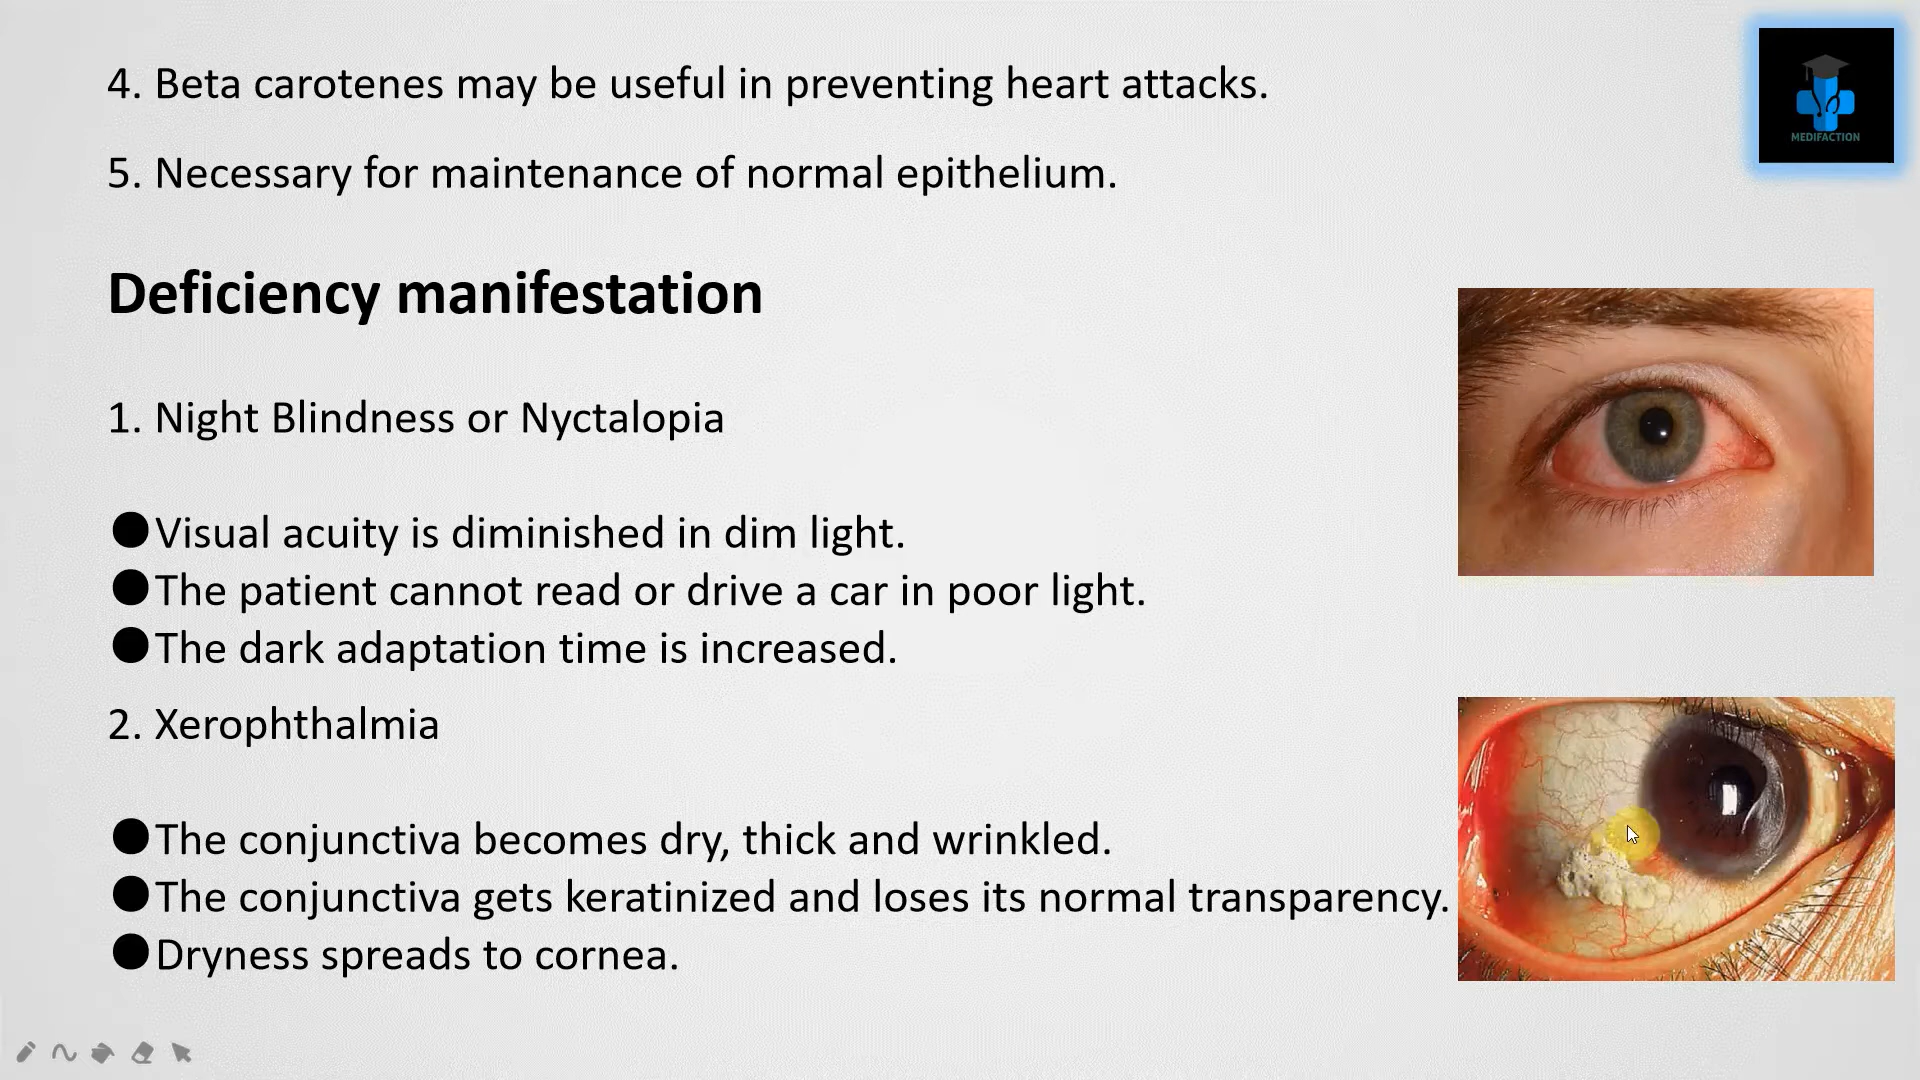 4. Beta carotenes may be useful in preventing heart attacks.
MEDIFACTION
5. Necessary for maintenance of normal epithelium.
Deficiency manifestation
1. Night Blindness or Nyctalopia
●Visual acuity is diminished in dim light.
●The patient cannot read or drive a car in poor light.
●The dark adaptation time is increased.
2. Xerophthalmia
●The conjunctiva becomes dry, thick and wrinkled.
●The conjunctiva gets keratinized and loses its normal transparency.
●Dryness spreads to cornea.